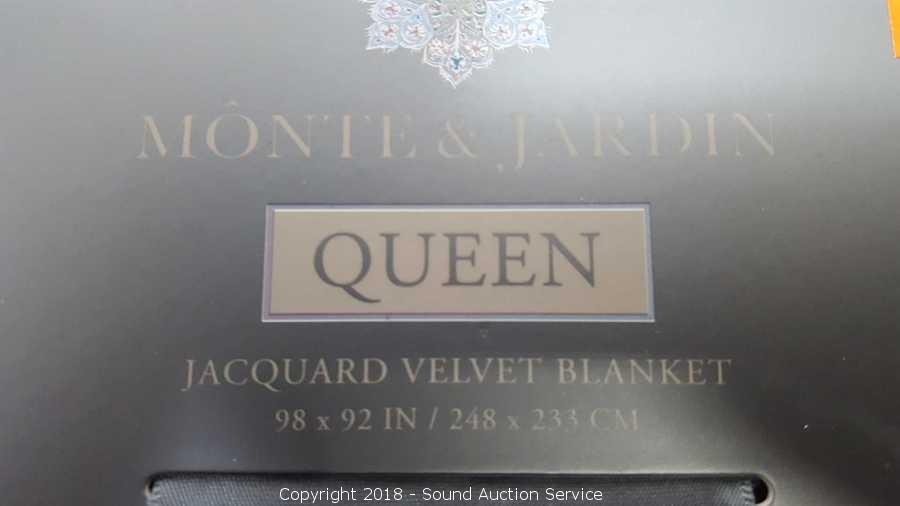 MÔNTE & JARDIN
QUEEN
JACQUARD VELVET BLANKET
98 x 92 IN / 248 x 233 CM
Copyright 2018 - Sound Auction Service